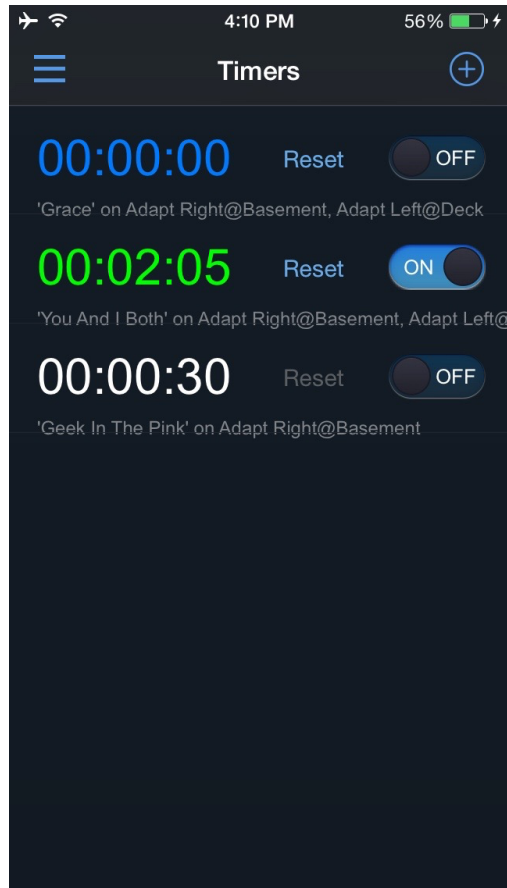 4:10 PM 56%
Timers
00:00:00 Reset OFF
'Grace' on Adapt Right@Basement, Adapt Left@Deck
00:02:05 Reset ON
'You And I Both' on Adapt Right@Basement, Adapt Left@
00:00:30 Reset OFF
'Geek In The Pink' on Adapt Right@Basement